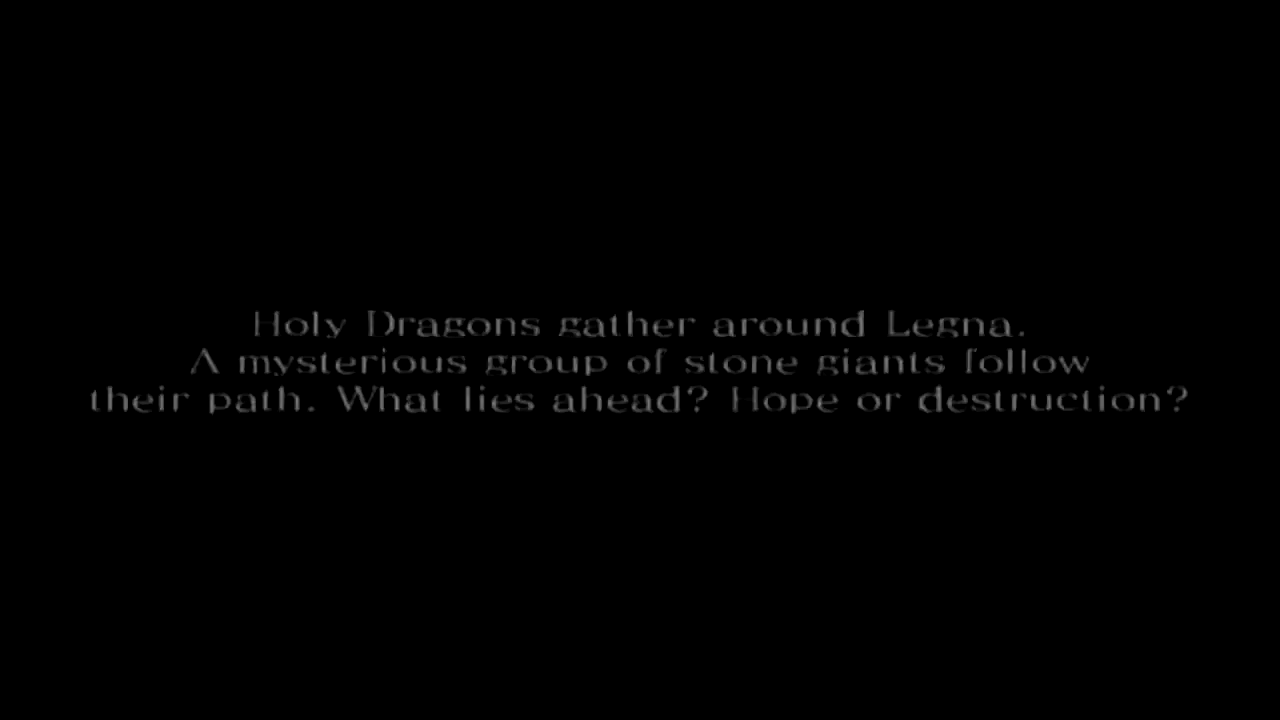 Holy Dragons gather around Legna.
A mysterious group of stone giants follow
their path. What lies ahead? Hope or destruction?